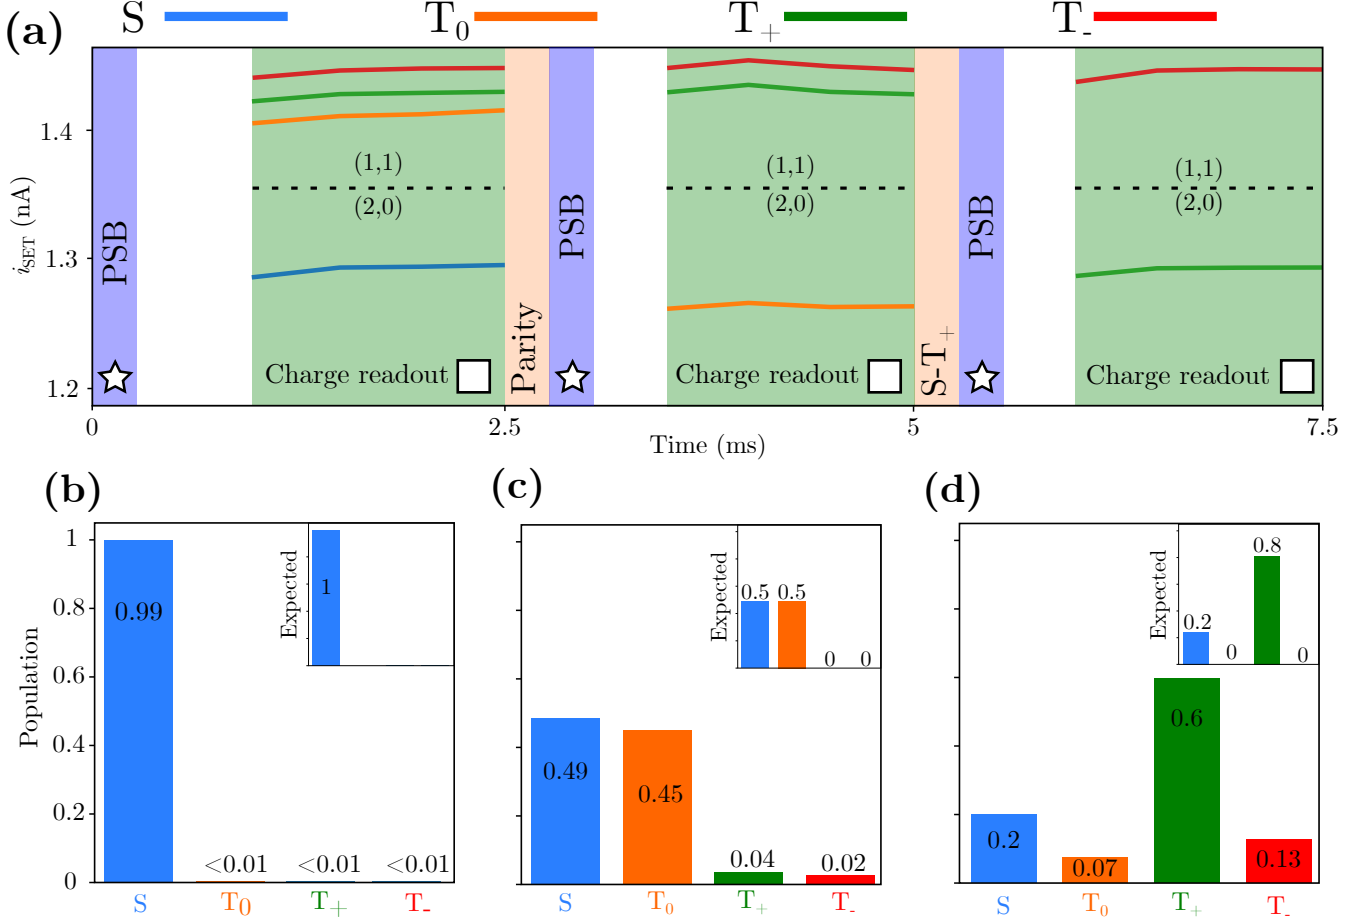 (a) S T₀ T₊ T₋
i_SET (nA)
1.4
1.3
1.2
PSB
(1,1)
(2,0)
Charge readout
Parity
PSB
(1,1)
(2,0)
Charge readout
S-T₊
PSB
(1,1)
(2,0)
Charge readout
0 2.5 5 7.5
Time (ms)
(b)
Population
1
0.8
0.6
0.4
0.2
0
0.99
<0.01 <0.01 <0.01
Expected
1
S T₀ T₊ T₋
(c)
Expected
0.5 0.5 0 0
0.49
0.45
0.04
0.02
S T₀ T₊ T₋
(d)
Expected
0.2 0 0.8 0
0.2
0.07
0.6
0.13
S T₀ T₊ T₋